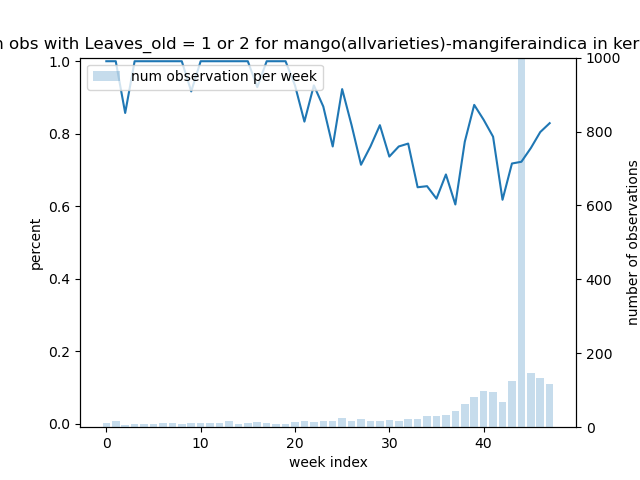 obs with Leaves_old = 1 or 2 for mango(allvarieties)-mangiferaindica in ker
num observation per week
percent
1.0
0.8
0.6
0.4
0.2
0.0
1000
800
600
400
200
0
number of observations
0 10 20 30 40
week index